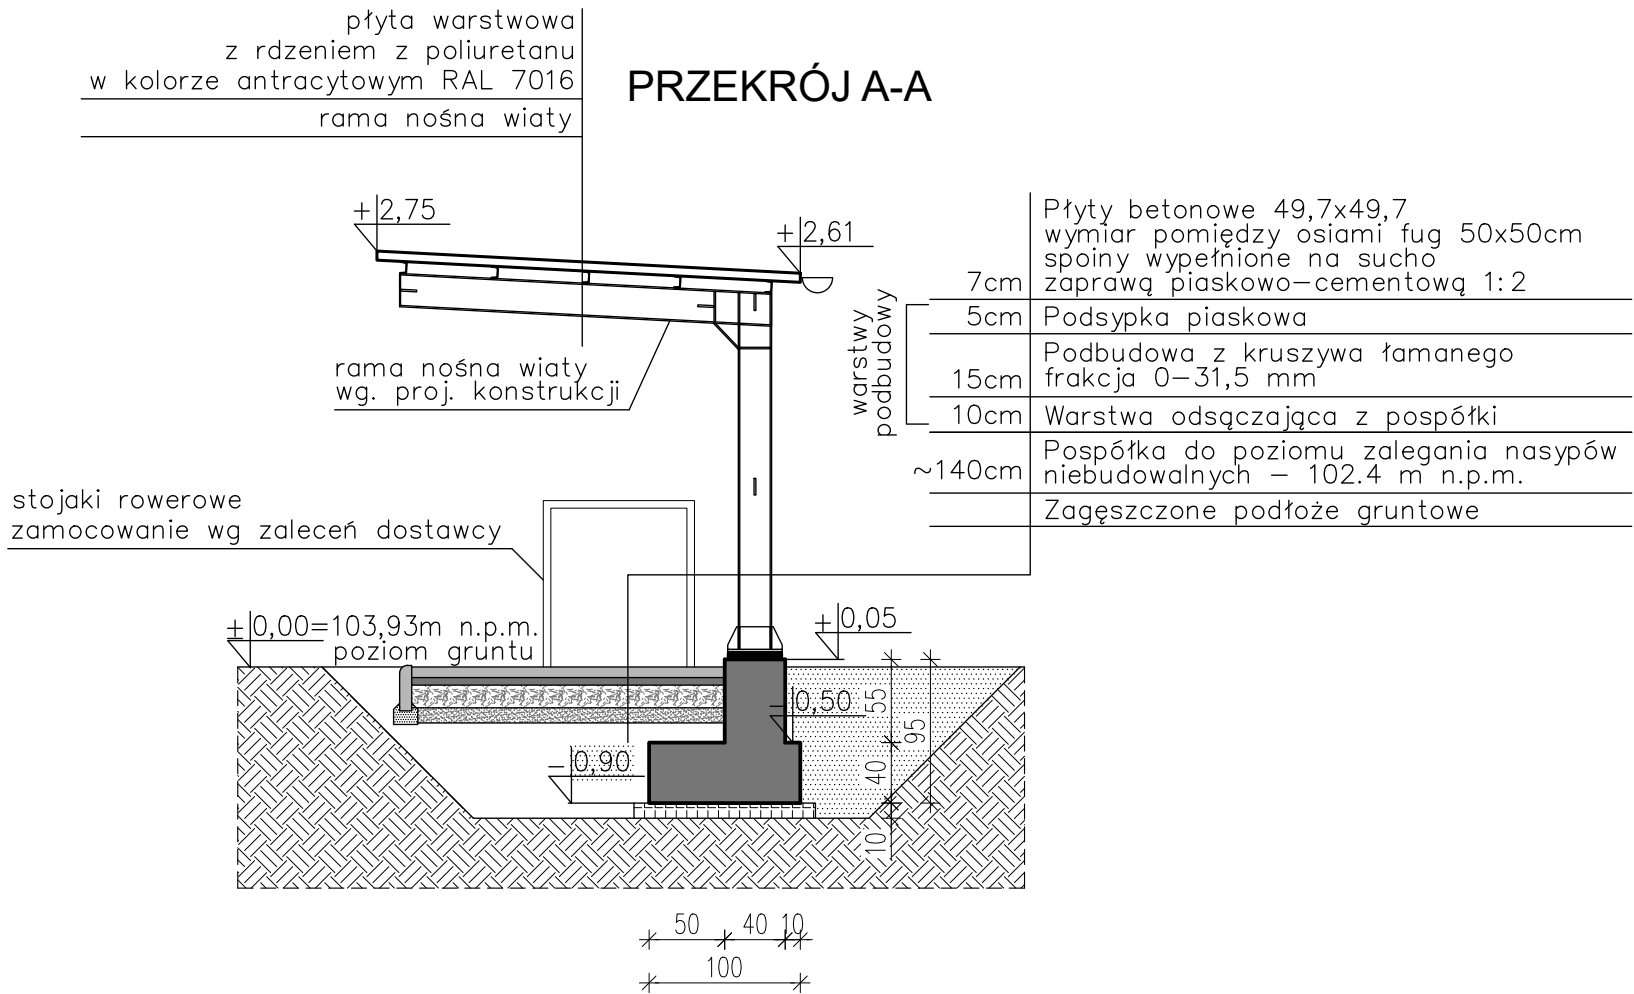 płyta warstwowa
z rdzeniem z poliuretanu
w kolorze antracytowym RAL 7016
rama nośna wiaty
PRZEKRÓJ A-A
+2,75
+2,61
rama nośna wiaty
wg. proj. konstrukcji
Płyty betonowe 49,7x49,7
wymiar pomiędzy osiami fug 50x50cm
spoiny wypełnione na sucho
7cm zaprawą piaskowo-cementową 1:2
5cm Podsypka piaskowa
Podbudowa z kruszywa łamanego
15cm frakcja 0-31,5 mm
10cm Warstwa odsączająca z pospółki
Pospółka do poziomu zalegania nasypów
~140cm niebudowalnych - 102.4 m n.p.m.
Zagęszczone podłoże gruntowe
warstwy
podbudowy
stojaki rowerowe
zamocowanie wg zaleceń dostawcy
±0,00=103,93m n.p.m.
poziom gruntu
+0,05
-0,50
-0,90
55
95
40
10
50 40 10
100